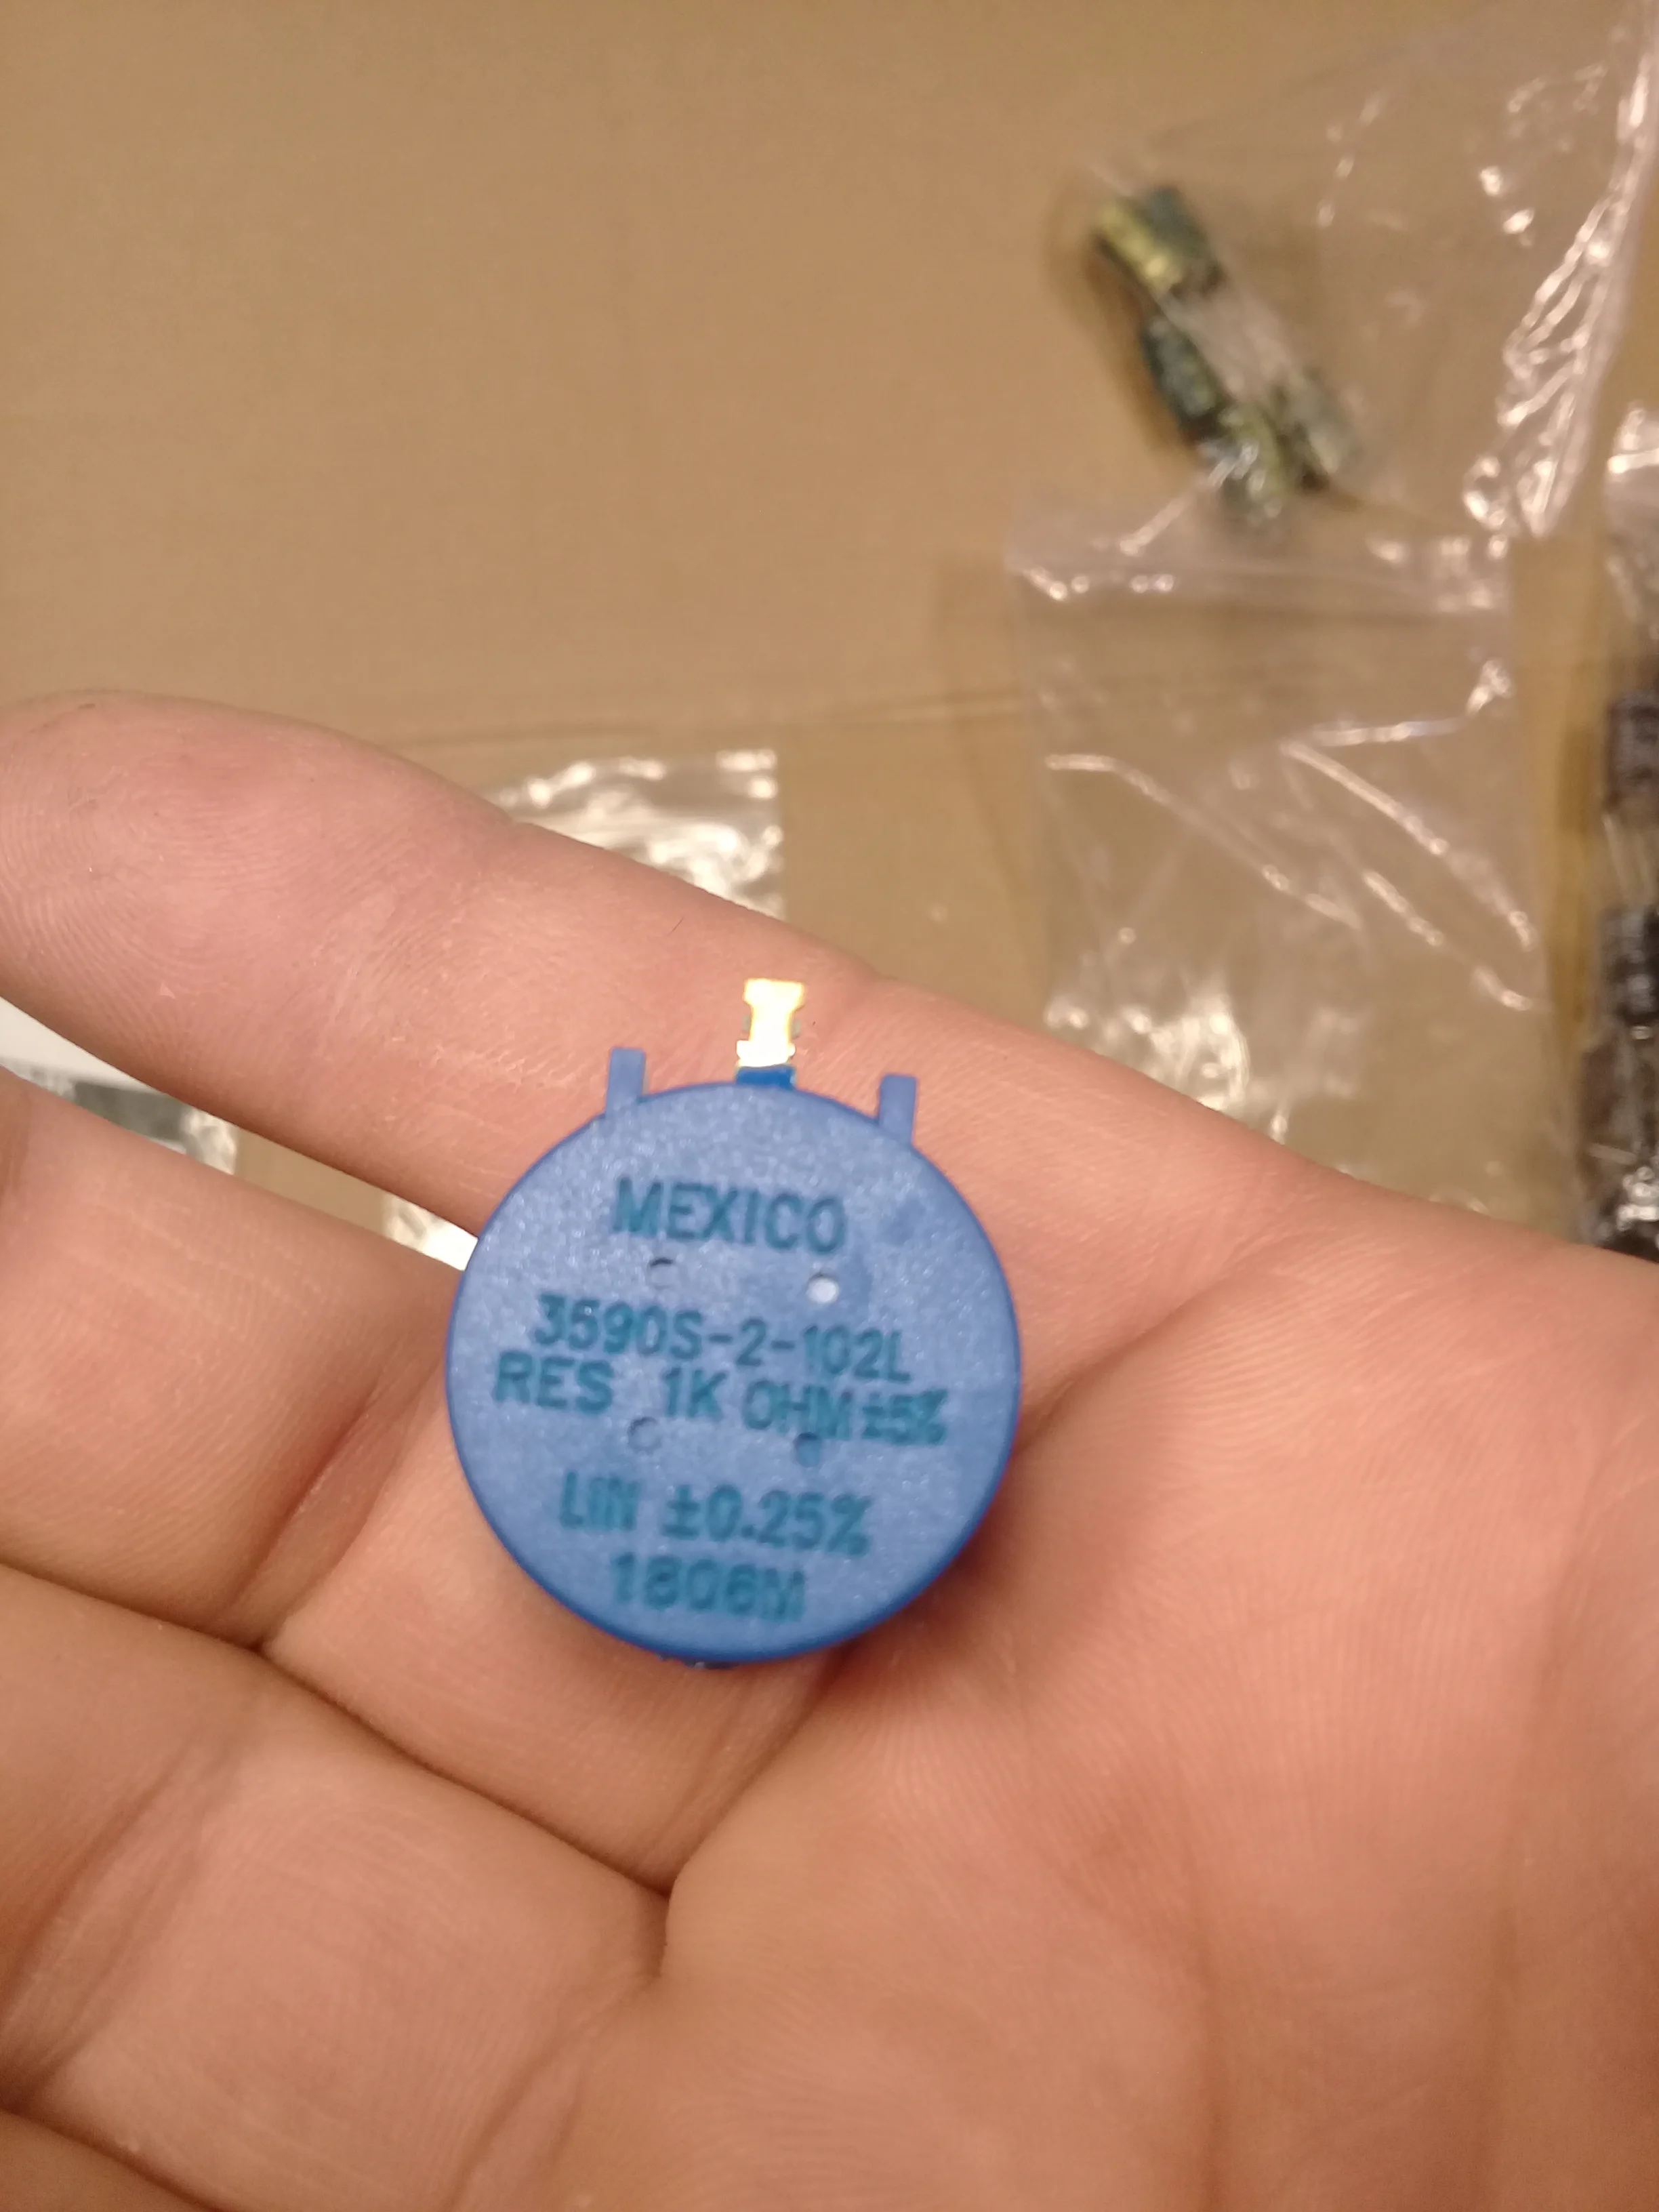 MEXICO
3590S-2-102L
RES 1K OHM ±5%
LIN ±0.25%
1806M